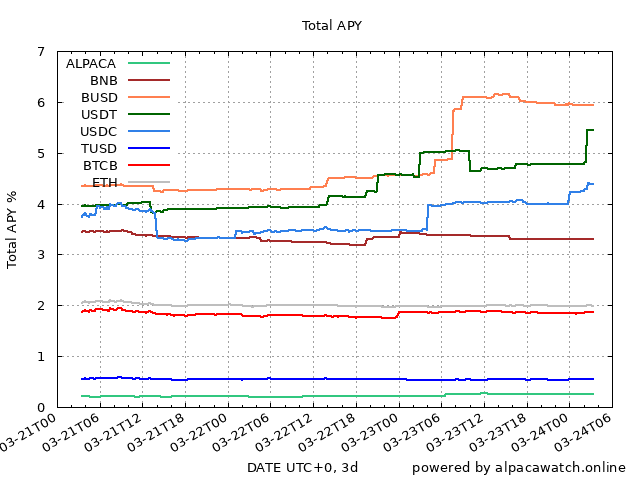 Total APY
Total APY %
7
6
5
4
3
2
1
0
ALPACA
BNB
BUSD
USDT
USDC
TUSD
BTCB
ETH
03-21T00
03-21T06
03-21T12
03-21T18
03-22T00
03-22T06
03-22T12
03-22T18
03-23T00
03-23T06
03-23T12
03-23T18
03-24T00
03-24T06
DATE UTC+0, 3d
powered by alpacawatch.online